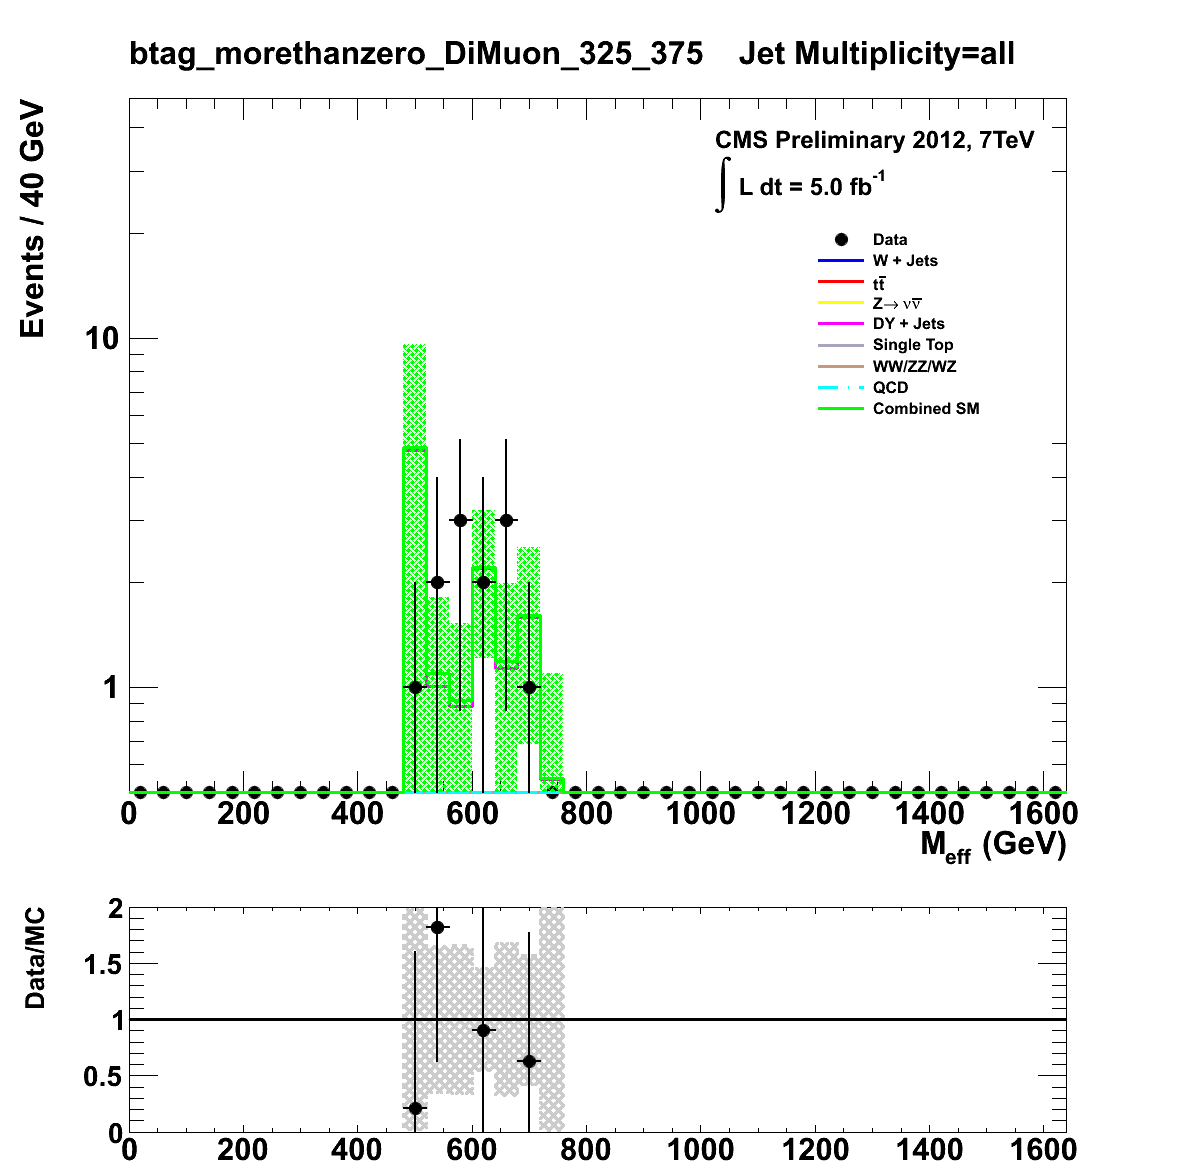 btag_morethanzero_DiMuon_325_375 Jet Multiplicity=all
Events / 40 GeV
CMS Preliminary 2012, 7TeV
∫ L dt = 5.0 fb⁻¹
Data
W + Jets
tt̅
Z→ νν̅
DY + Jets
Single Top
WW/ZZ/WZ
QCD
Combined SM
10
1
0 200 400 600 800 1000 1200 1400 1600
M_eff (GeV)
Data/MC
2
1.5
1
0.5
0
0 200 400 600 800 1000 1200 1400 1600